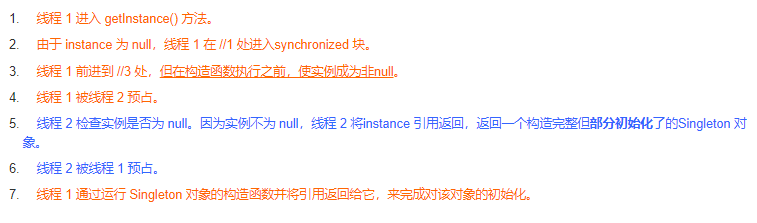 1. 线程 1 进入 getInstance() 方法。
2. 由于 instance 为 null，线程 1 在 //1 处进入synchronized 块。
3. 线程 1 前进到 //3 处，但在构造函数执行之前，使实例成为非null。
4. 线程 1 被线程 2 预占。
5. 线程 2 检查实例是否为 null。因为实例不为 null，线程 2 将instance 引用返回，返回一个构造完整但部分初始化了的Singleton 对
象。
6. 线程 2 被线程 1 预占。
7. 线程 1 通过运行 Singleton 对象的构造函数并将引用返回给它，来完成对该对象的初始化。